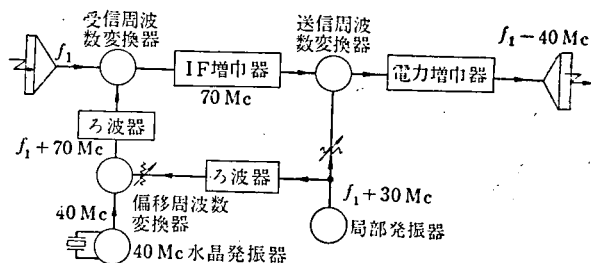 受信周波
数変換器
送信周波
数変換器
f₁
IF増巾器
70 Mc
電力増巾器
f₁−40 Mc
ろ波器
f₁+70 Mc
ろ波器
f₁+30 Mc
40 Mc
偏移周波数
変換器
局部発振器
40 Mc 水晶発振器